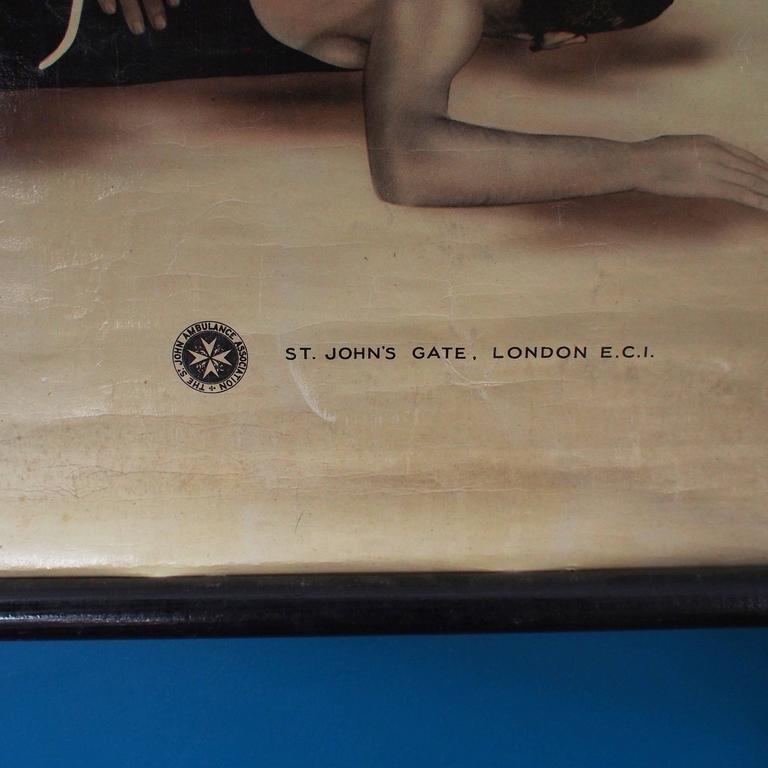 THE ST JOHN AMBULANCE ASSOCIATION
ST. JOHN'S GATE, LONDON E.C.I.